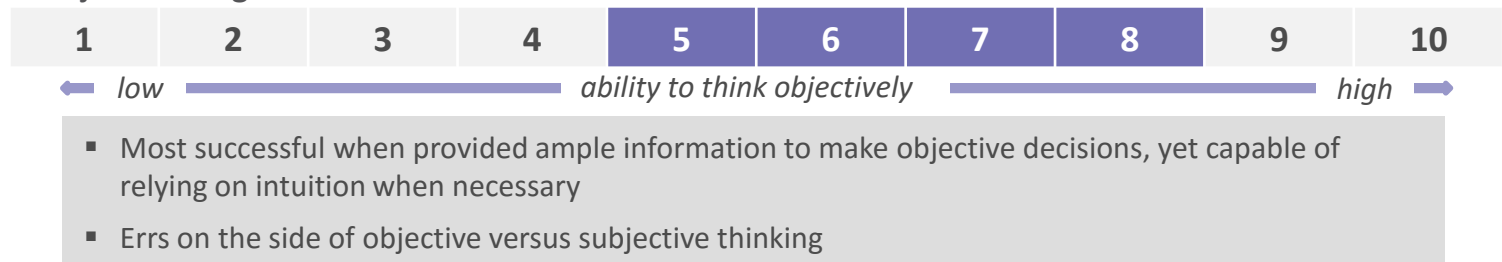 1 2 3 4 5 6 7 8 9 10
low ability to think objectively high
▪ Most successful when provided ample information to make objective decisions, yet capable of
relying on intuition when necessary
▪ Errs on the side of objective versus subjective thinking